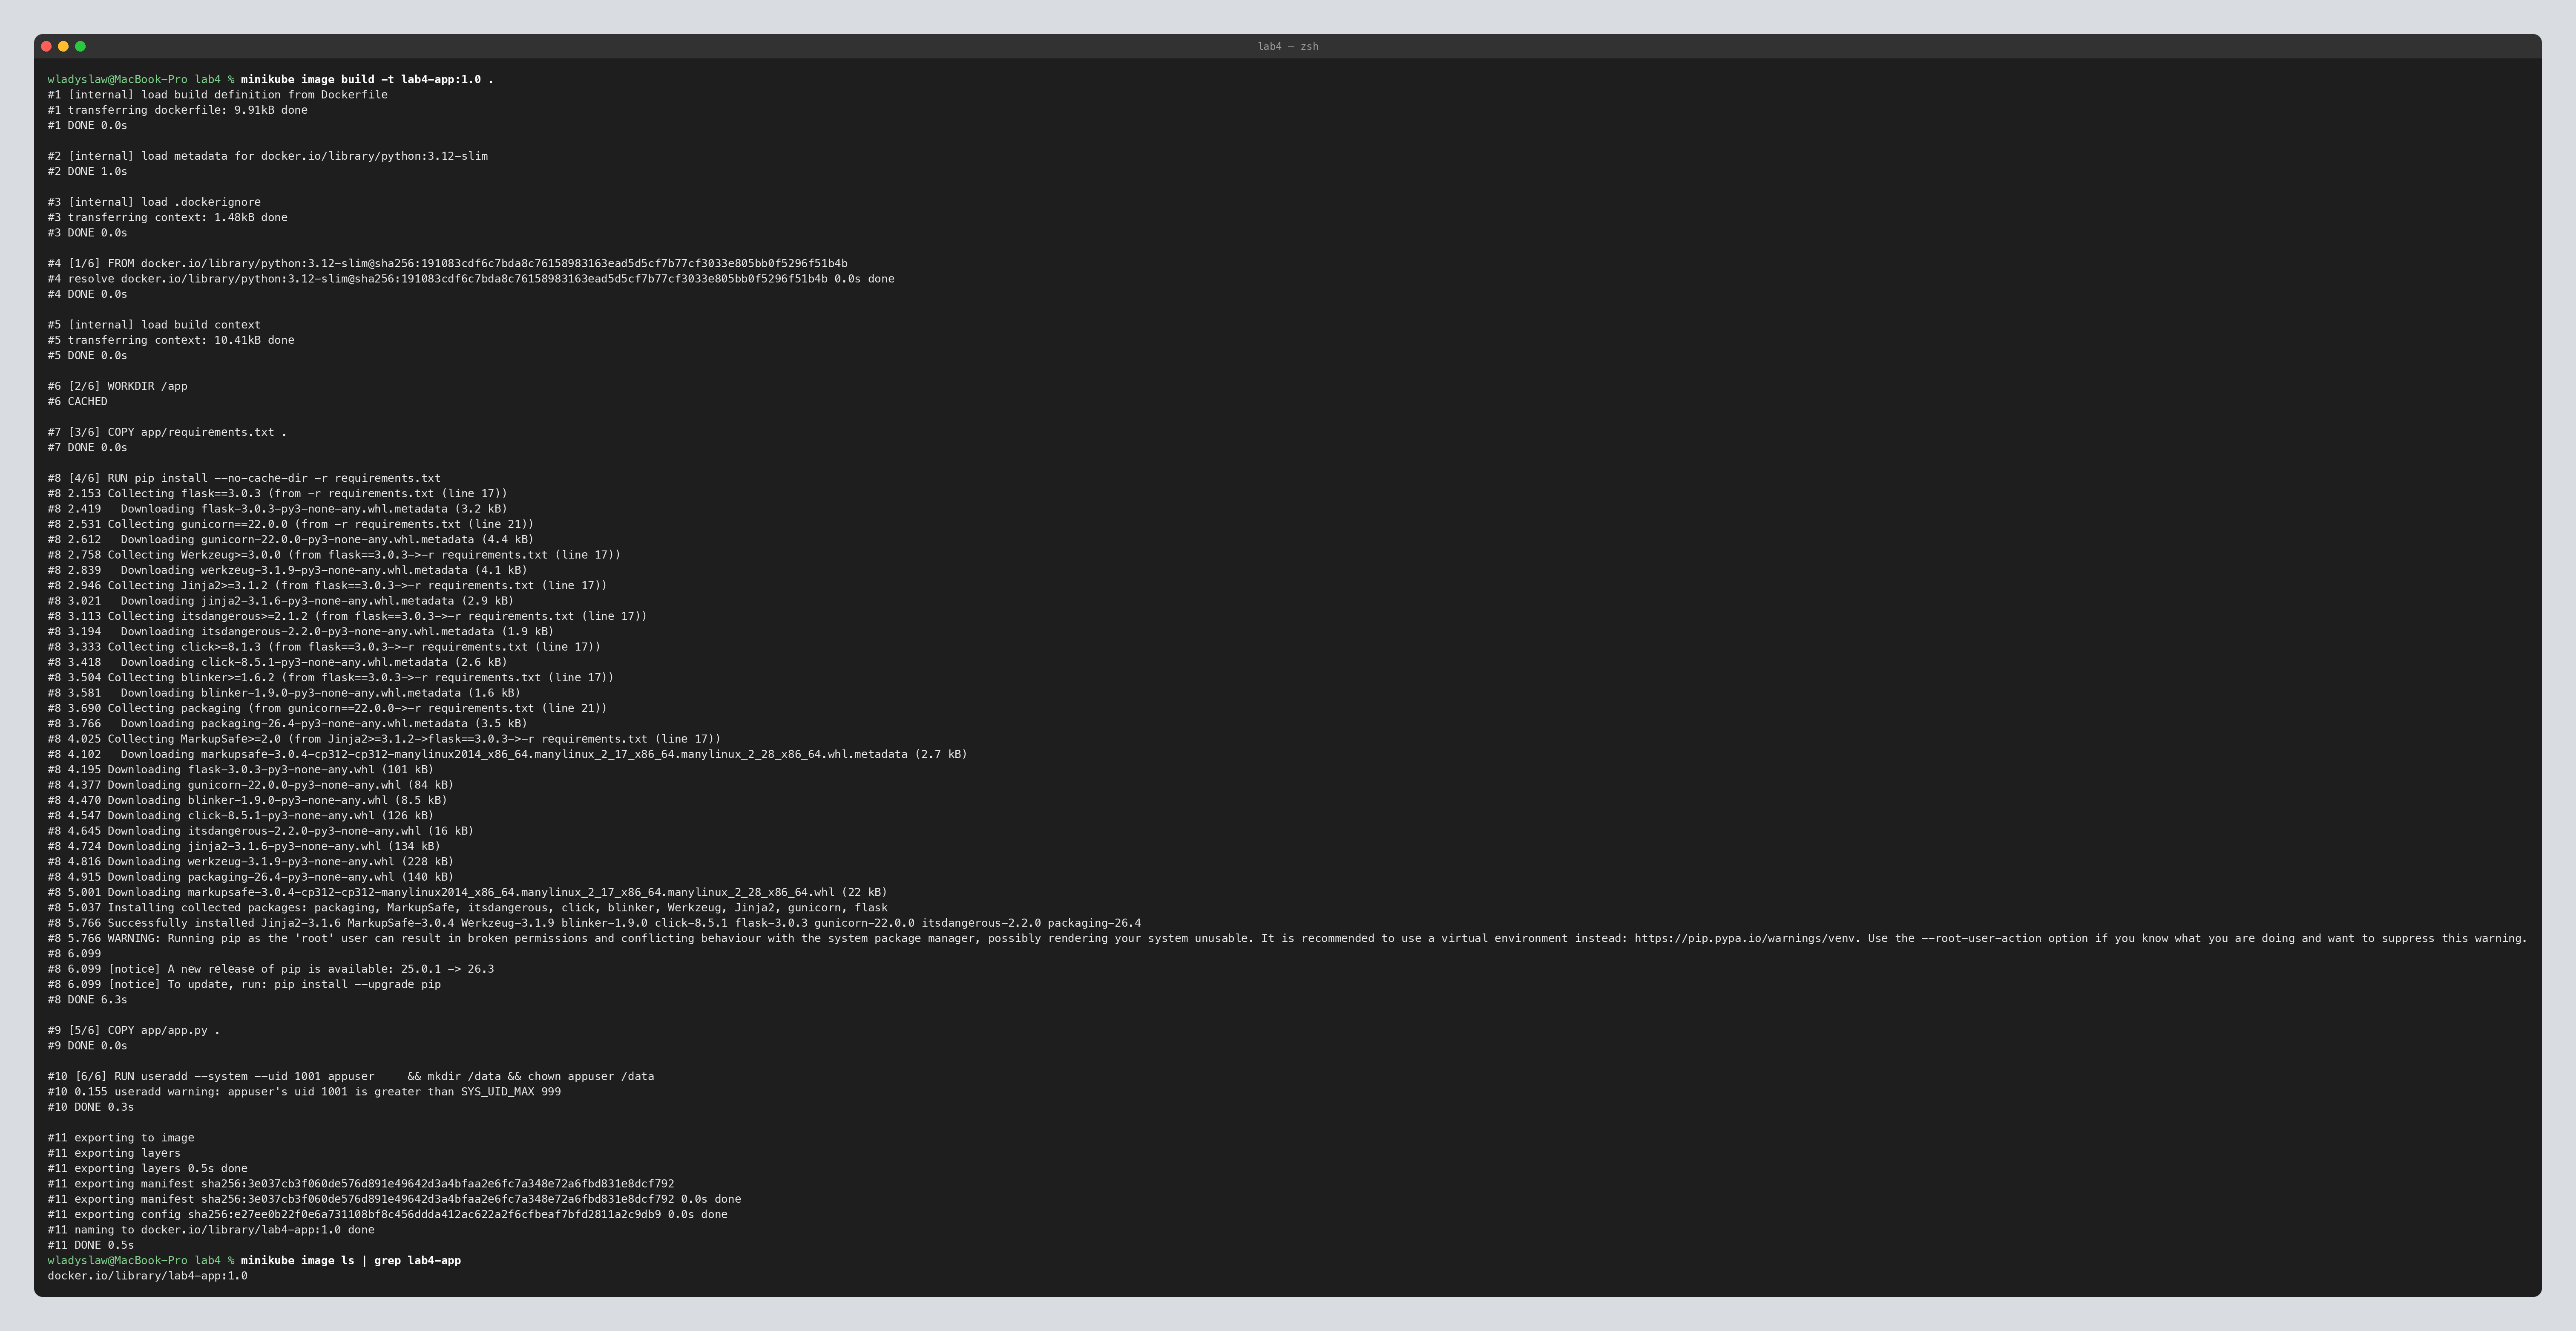 lab4 — zsh
wladyslaw@MacBook-Pro lab4 % minikube image build -t lab4-app:1.0 .
#1 [internal] load build definition from Dockerfile
#1 transferring dockerfile: 9.91kB done
#1 DONE 0.0s

#2 [internal] load metadata for docker.io/library/python:3.12-slim
#2 DONE 1.0s

#3 [internal] load .dockerignore
#3 transferring context: 1.48kB done
#3 DONE 0.0s

#4 [1/6] FROM docker.io/library/python:3.12-slim@sha256:191083cdf6c7bda8c76158983163ead5d5cf7b77cf3033e805bb0f5296f51b4b
#4 resolve docker.io/library/python:3.12-slim@sha256:191083cdf6c7bda8c76158983163ead5d5cf7b77cf3033e805bb0f5296f51b4b 0.0s done
#4 DONE 0.0s

#5 [internal] load build context
#5 transferring context: 10.41kB done
#5 DONE 0.0s

#6 [2/6] WORKDIR /app
#6 CACHED

#7 [3/6] COPY app/requirements.txt .
#7 DONE 0.0s

#8 [4/6] RUN pip install --no-cache-dir -r requirements.txt
#8 2.153 Collecting flask==3.0.3 (from -r requirements.txt (line 17))
#8 2.419   Downloading flask-3.0.3-py3-none-any.whl.metadata (3.2 kB)
#8 2.531 Collecting gunicorn==22.0.0 (from -r requirements.txt (line 21))
#8 2.612   Downloading gunicorn-22.0.0-py3-none-any.whl.metadata (4.4 kB)
#8 2.758 Collecting Werkzeug>=3.0.0 (from flask==3.0.3->-r requirements.txt (line 17))
#8 2.839   Downloading werkzeug-3.1.9-py3-none-any.whl.metadata (4.1 kB)
#8 2.946 Collecting Jinja2>=3.1.2 (from flask==3.0.3->-r requirements.txt (line 17))
#8 3.021   Downloading jinja2-3.1.6-py3-none-any.whl.metadata (2.9 kB)
#8 3.113 Collecting itsdangerous>=2.1.2 (from flask==3.0.3->-r requirements.txt (line 17))
#8 3.194   Downloading itsdangerous-2.2.0-py3-none-any.whl.metadata (1.9 kB)
#8 3.333 Collecting click>=8.1.3 (from flask==3.0.3->-r requirements.txt (line 17))
#8 3.418   Downloading click-8.5.1-py3-none-any.whl.metadata (2.6 kB)
#8 3.504 Collecting blinker>=1.6.2 (from flask==3.0.3->-r requirements.txt (line 17))
#8 3.581   Downloading blinker-1.9.0-py3-none-any.whl.metadata (1.6 kB)
#8 3.690 Collecting packaging (from gunicorn==22.0.0->-r requirements.txt (line 21))
#8 3.766   Downloading packaging-26.4-py3-none-any.whl.metadata (3.5 kB)
#8 4.025 Collecting MarkupSafe>=2.0 (from Jinja2>=3.1.2->flask==3.0.3->-r requirements.txt (line 17))
#8 4.102   Downloading markupsafe-3.0.4-cp312-cp312-manylinux2014_x86_64.manylinux_2_17_x86_64.manylinux_2_28_x86_64.whl.metadata (2.7 kB)
#8 4.195 Downloading flask-3.0.3-py3-none-any.whl (101 kB)
#8 4.377 Downloading gunicorn-22.0.0-py3-none-any.whl (84 kB)
#8 4.470 Downloading blinker-1.9.0-py3-none-any.whl (8.5 kB)
#8 4.547 Downloading click-8.5.1-py3-none-any.whl (126 kB)
#8 4.645 Downloading itsdangerous-2.2.0-py3-none-any.whl (16 kB)
#8 4.724 Downloading jinja2-3.1.6-py3-none-any.whl (134 kB)
#8 4.816 Downloading werkzeug-3.1.9-py3-none-any.whl (228 kB)
#8 4.915 Downloading packaging-26.4-py3-none-any.whl (140 kB)
#8 5.001 Downloading markupsafe-3.0.4-cp312-cp312-manylinux2014_x86_64.manylinux_2_17_x86_64.manylinux_2_28_x86_64.whl (22 kB)
#8 5.037 Installing collected packages: packaging, MarkupSafe, itsdangerous, click, blinker, Werkzeug, Jinja2, gunicorn, flask
#8 5.766 Successfully installed Jinja2-3.1.6 MarkupSafe-3.0.4 Werkzeug-3.1.9 blinker-1.9.0 click-8.5.1 flask-3.0.3 gunicorn-22.0.0 itsdangerous-2.2.0 packaging-26.4
#8 5.766 WARNING: Running pip as the 'root' user can result in broken permissions and conflicting behaviour with the system package manager, possibly rendering your system unusable. It is recommended to use a virtual environment instead: https://pip.pypa.io/warnings/venv. Use the --root-user-action option if you know what you are doing and want to suppress this warning.
#8 6.099
#8 6.099 [notice] A new release of pip is available: 25.0.1 -> 26.3
#8 6.099 [notice] To update, run: pip install --upgrade pip
#8 DONE 6.3s

#9 [5/6] COPY app/app.py .
#9 DONE 0.0s

#10 [6/6] RUN useradd --system --uid 1001 appuser     && mkdir /data && chown appuser /data
#10 0.155 useradd warning: appuser's uid 1001 is greater than SYS_UID_MAX 999
#10 DONE 0.3s

#11 exporting to image
#11 exporting layers
#11 exporting layers 0.5s done
#11 exporting manifest sha256:3e037cb3f060de576d891e49642d3a4bfaa2e6fc7a348e72a6fbd831e8dcf792
#11 exporting manifest sha256:3e037cb3f060de576d891e49642d3a4bfaa2e6fc7a348e72a6fbd831e8dcf792 0.0s done
#11 exporting config sha256:e27ee0b22f0e6a731108bf8c456ddda412ac622a2f6cfbeaf7bfd2811a2c9db9 0.0s done
#11 naming to docker.io/library/lab4-app:1.0 done
#11 DONE 0.5s
wladyslaw@MacBook-Pro lab4 % minikube image ls | grep lab4-app
docker.io/library/lab4-app:1.0